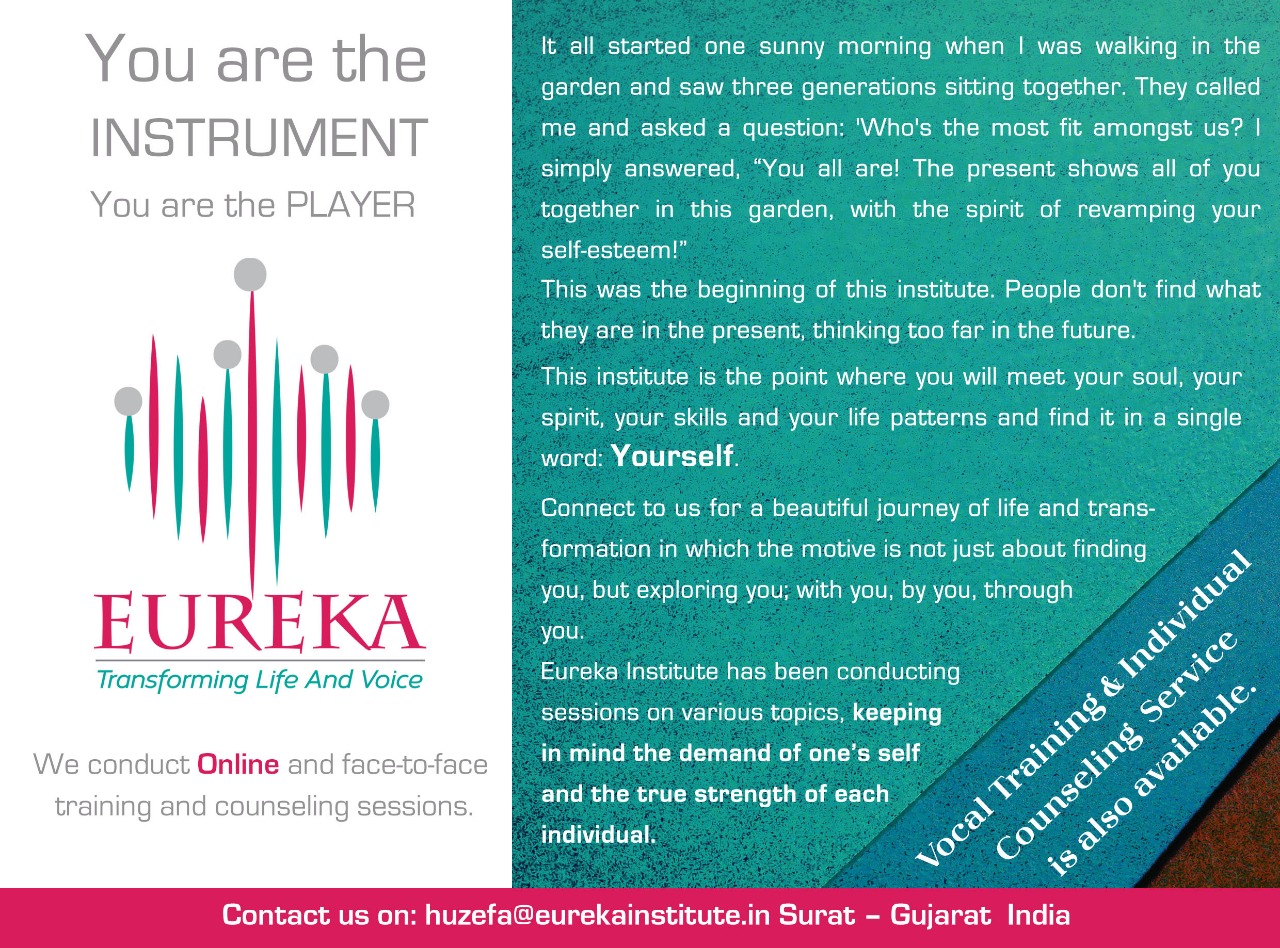 You are the
INSTRUMENT
You are the PLAYER
EUREKA
Transforming Life And Voice
We conduct Online and face-to-face
training and counseling sessions.
It all started one sunny morning when I was walking in the
garden and saw three generations sitting together. They called
me and asked a question: 'Who's the most fit amongst us? I
simply answered, “You all are! The present shows all of you
together in this garden, with the spirit of revamping your
self-esteem!”
This was the beginning of this institute. People don't find what
they are in the present, thinking too far in the future.
This institute is the point where you will meet your soul, your
spirit, your skills and your life patterns and find it in a single
word: Yourself.
Connect to us for a beautiful journey of life and trans-
formation in which the motive is not just about finding
you, but exploring you; with you, by you, through
you.
Eureka Institute has been conducting
sessions on various topics, keeping
in mind the demand of one’s self
and the true strength of each
individual.
Vocal Training & Individual
Counseling Service
is also available.
Contact us on: huzefa@eurekainstitute.in Surat – Gujarat India